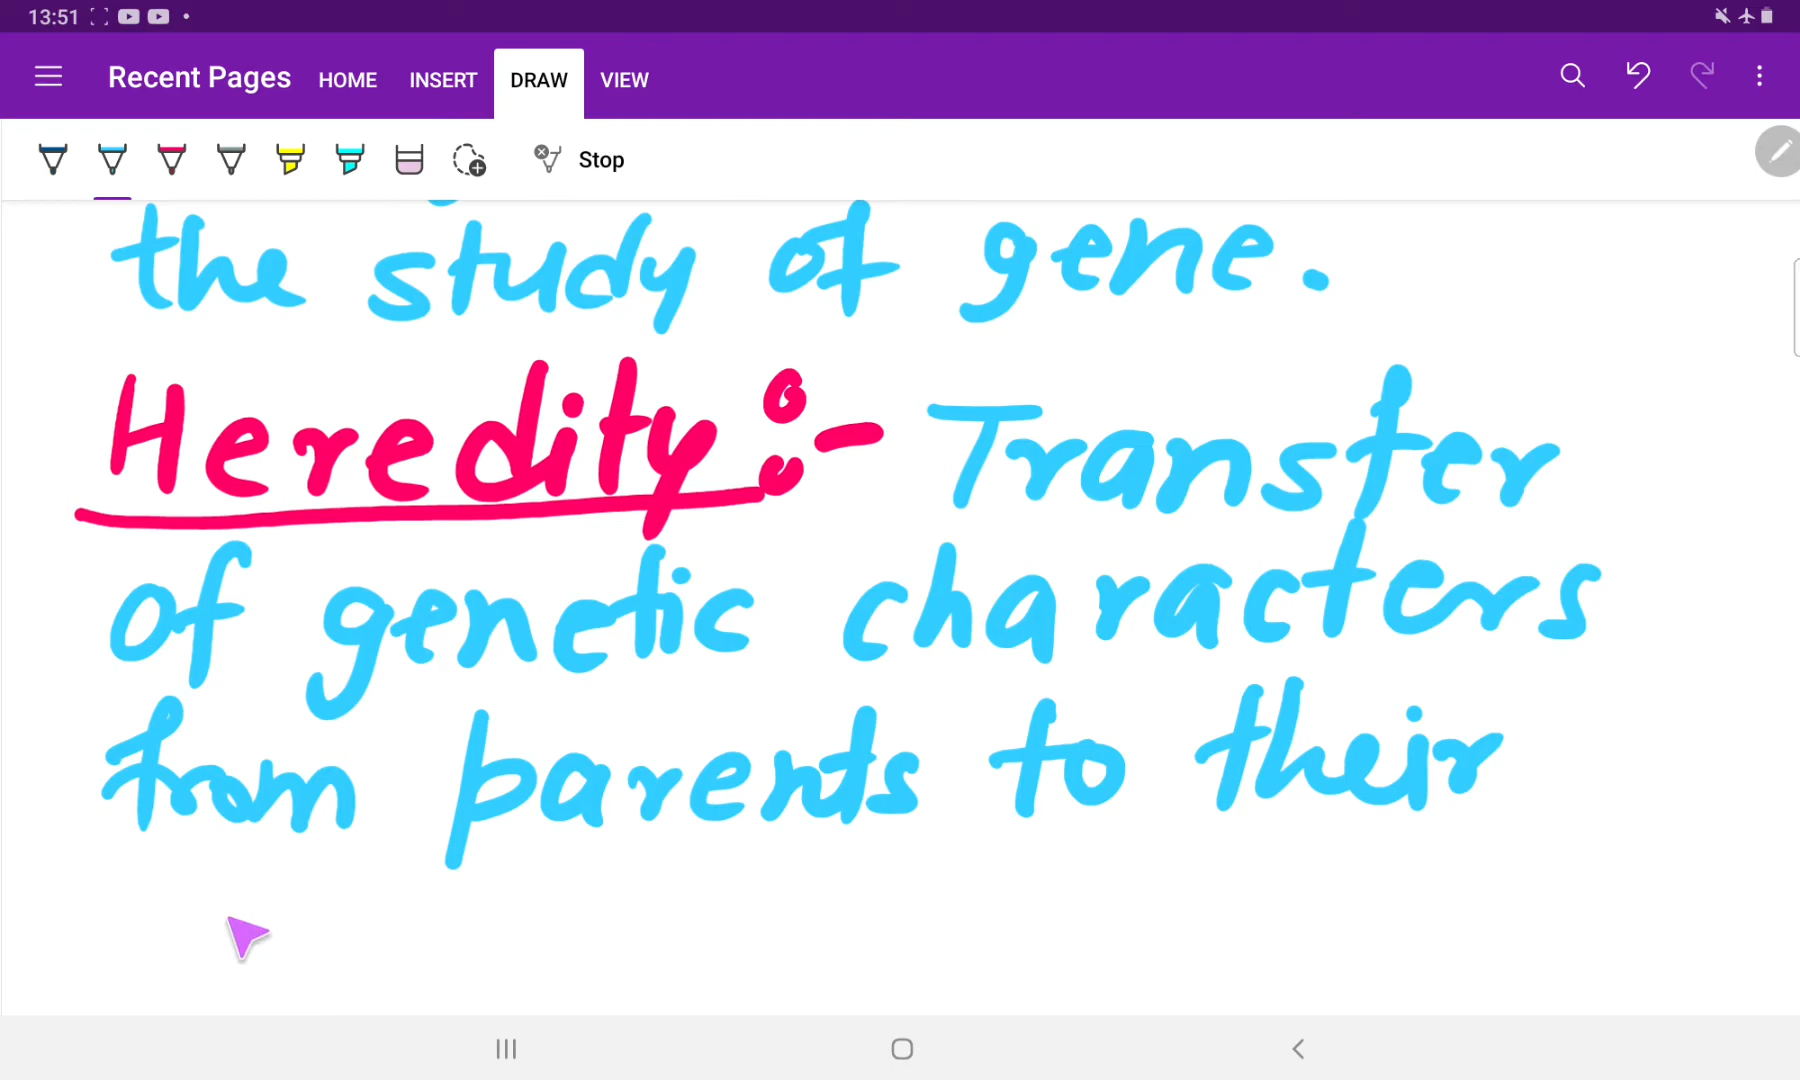 13:51
Recent Pages HOME INSERT DRAW VIEW
Stop
the study of gene.
Heredity :- Transfer
of genetic characters
from parents to their